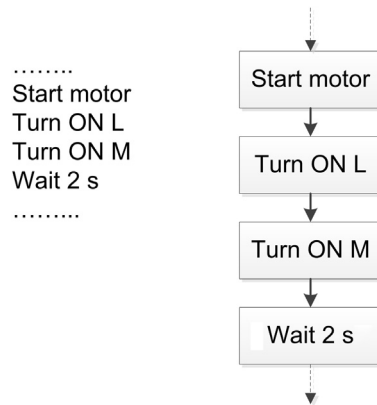 ……..
Start motor
Turn ON L
Turn ON M
Wait 2 s
……...
Start motor
Turn ON L
Turn ON M
Wait 2 s